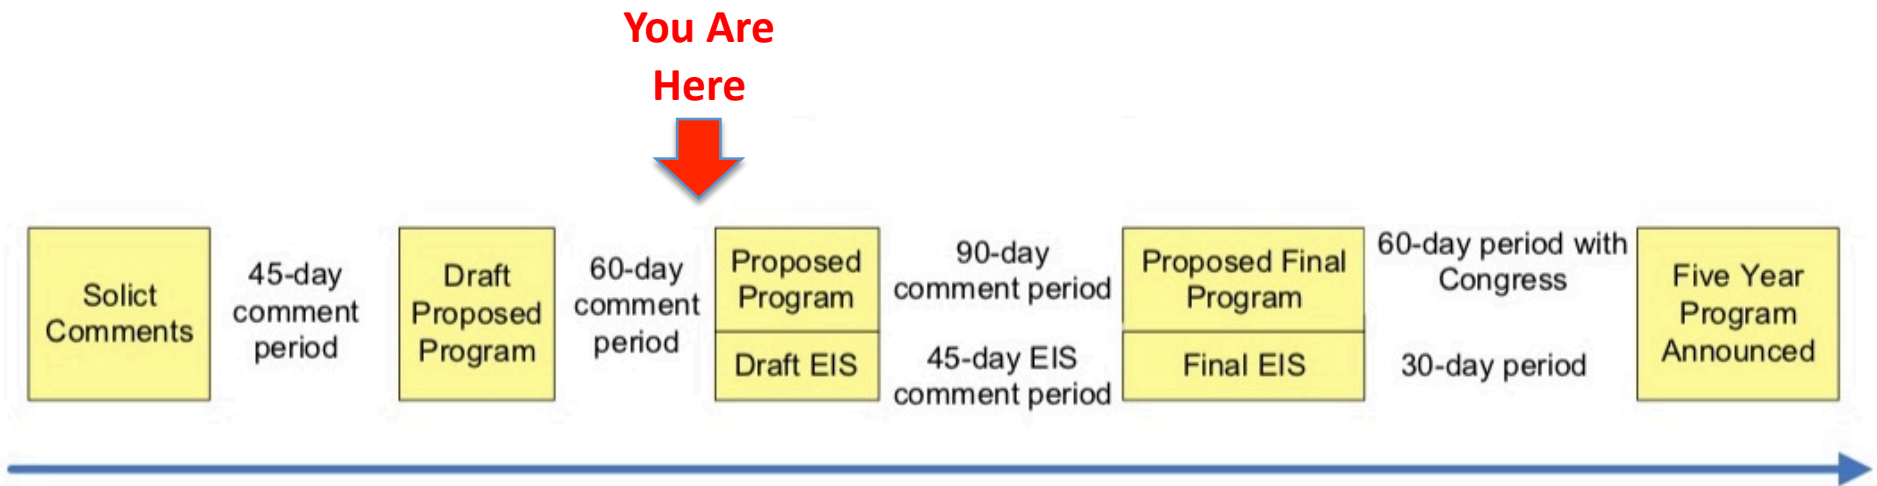 You Are
Here
Solict
Comments
45-day
comment
period
Draft
Proposed
Program
60-day
comment
period
Proposed
Program
Draft EIS
90-day
comment period
45-day EIS
comment period
Proposed Final
Program
Final EIS
60-day period with
Congress
30-day period
Five Year
Program
Announced